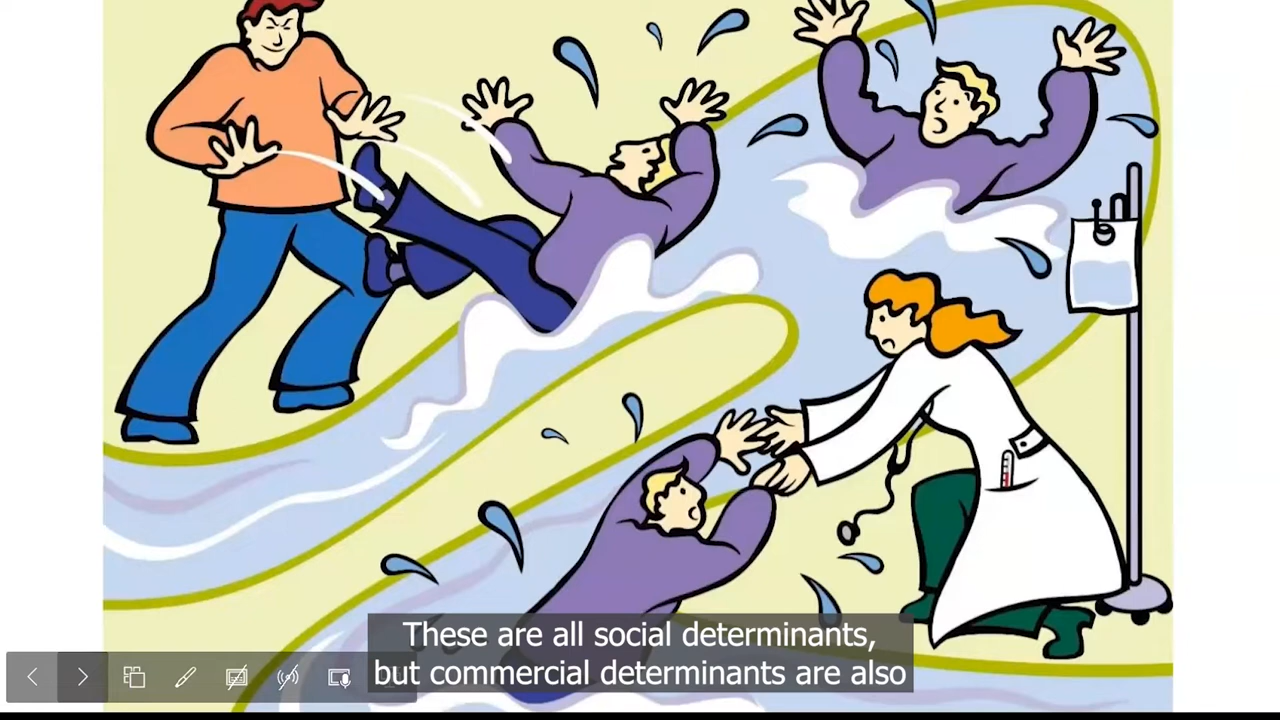 These are all social determinants,
but commercial determinants are also